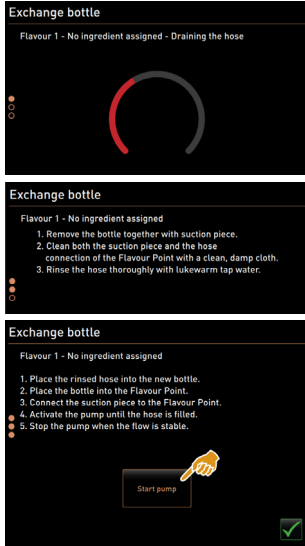 Exchange bottle
Flavour 1 - No ingredient assigned - Draining the hose
Exchange bottle
Flavour 1 - No ingredient assigned
1. Remove the bottle together with suction piece.
2. Clean both the suction piece and the hose
connection of the Flavour Point with a clean, damp cloth.
3. Rinse the hose thoroughly with lukewarm tap water.
Exchange bottle
Flavour 1 - No ingredient assigned
1. Place the rinsed hose into the new bottle.
2. Place the bottle into the Flavour Point.
3. Connect the suction piece to the Flavour Point.
4. Activate the pump until the hose is filled.
5. Stop the pump when the flow is stable.
Start pump